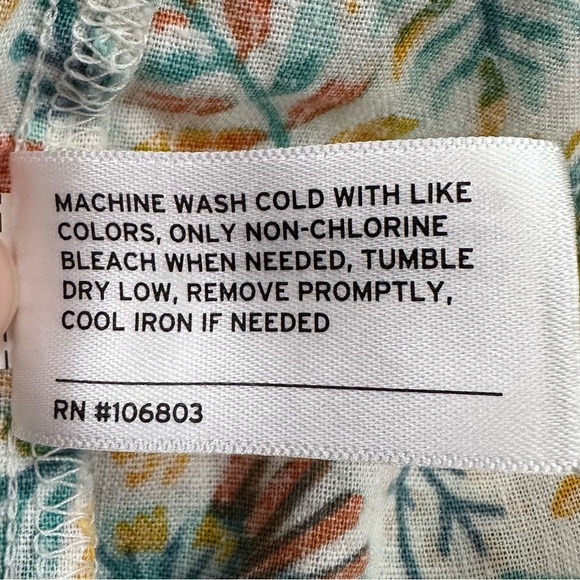 MACHINE WASH COLD WITH LIKE
COLORS, ONLY NON-CHLORINE
BLEACH WHEN NEEDED, TUMBLE
DRY LOW, REMOVE PROMPTLY,
COOL IRON IF NEEDED
RN #106803